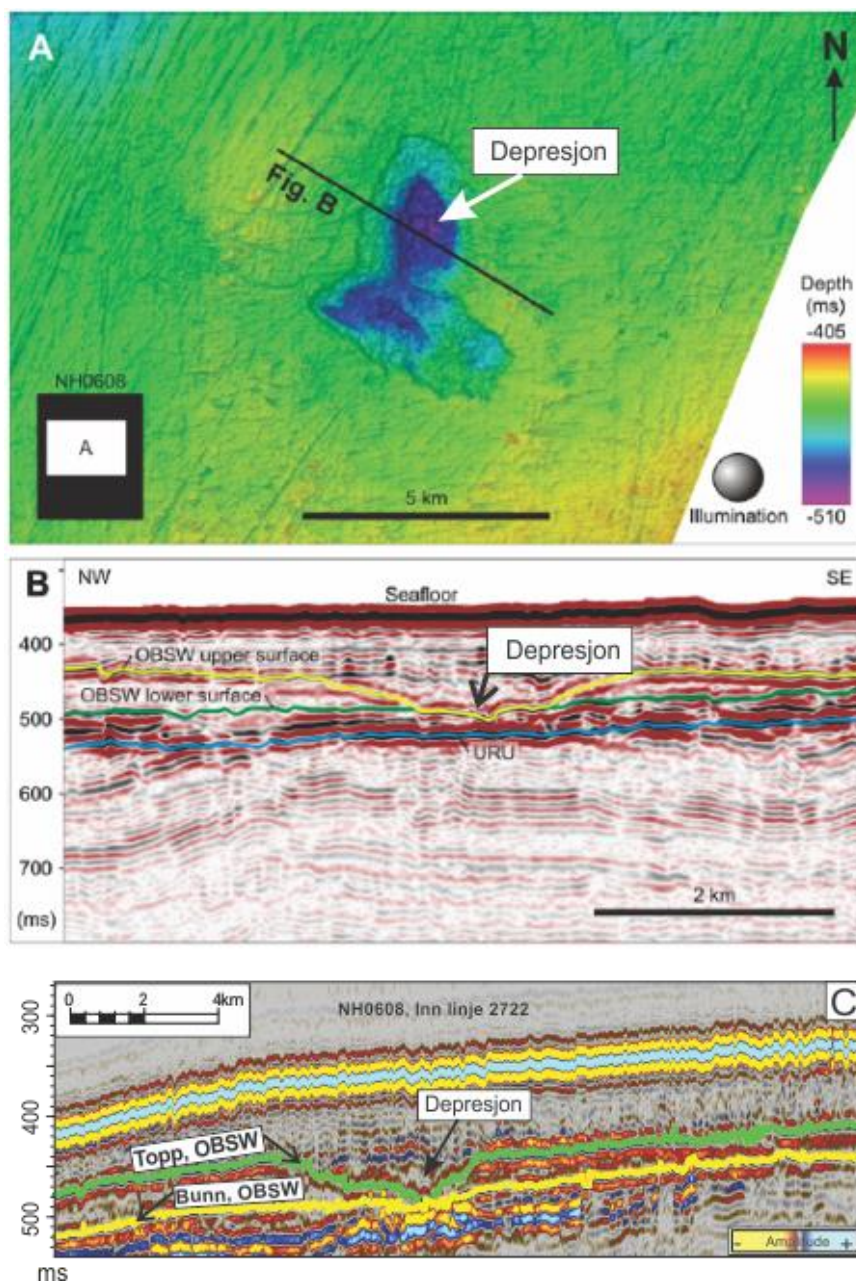 A
N
Depresjon
Fig. B
Depth
(ms)
-405
NH0608
A
5 km
Illumination
-510
B
NW
SE
Seafloor
400
OBSW upper surface
Depresjon
OBSW lower surface
500
URU
600
700
2 km
(ms)
C
0 2 4km
NH0608, Inn linje 2722
300
400
Depresjon
Topp, OBSW
Bunn, OBSW
500
- Amplitude +
ms